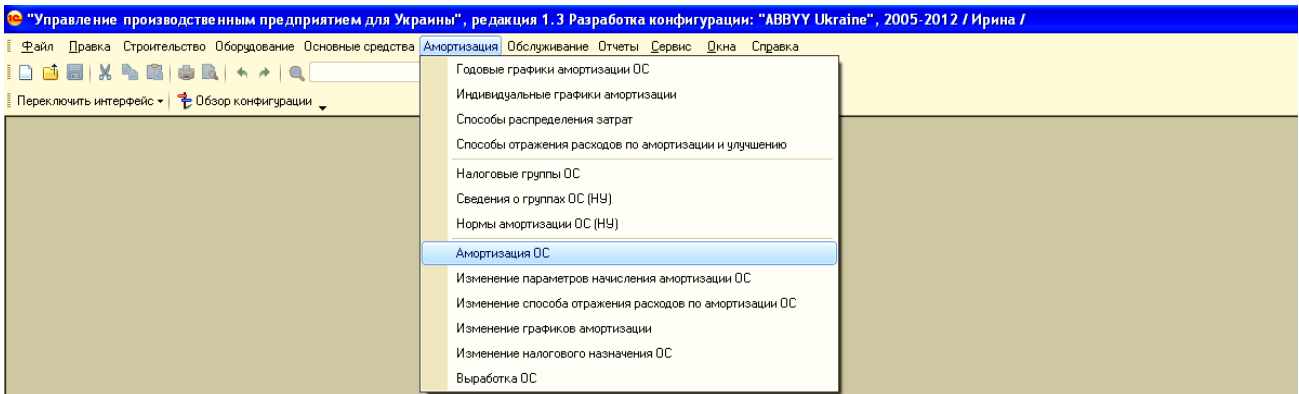 "Управление производственным предприятием для Украины", редакция 1.3 Разработка конфигурации: "ABBYY Ukraine", 2005-2012 / Ирина /
Файл Правка Строительство Оборудование Основные средства Амортизация Обслуживание Отчеты Сервис Окна Справка
Переключить интерфейс Обзор конфигурации
Годовые графики амортизации ОС
Индивидуальные графики амортизации
Способы распределения затрат
Способы отражения расходов по амортизации и улучшению
Налоговые группы ОС
Сведения о группах ОС (НУ)
Нормы амортизации ОС (НУ)
Амортизация ОС
Изменение параметров начисления амортизации ОС
Изменение способа отражения расходов по амортизации ОС
Изменение графиков амортизации
Изменение налогового назначения ОС
Выработка ОС